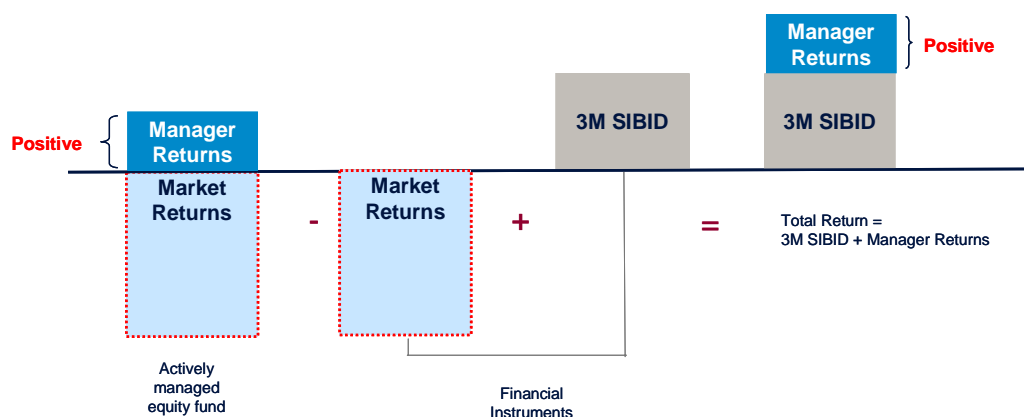 Manager
Returns
Positive
3M SIBID
3M SIBID
Positive
Manager
Returns
Market
Returns
Market
Returns
-
+
=
Total Return =
3M SIBID + Manager Returns
Actively
managed
equity fund
Financial
Instruments